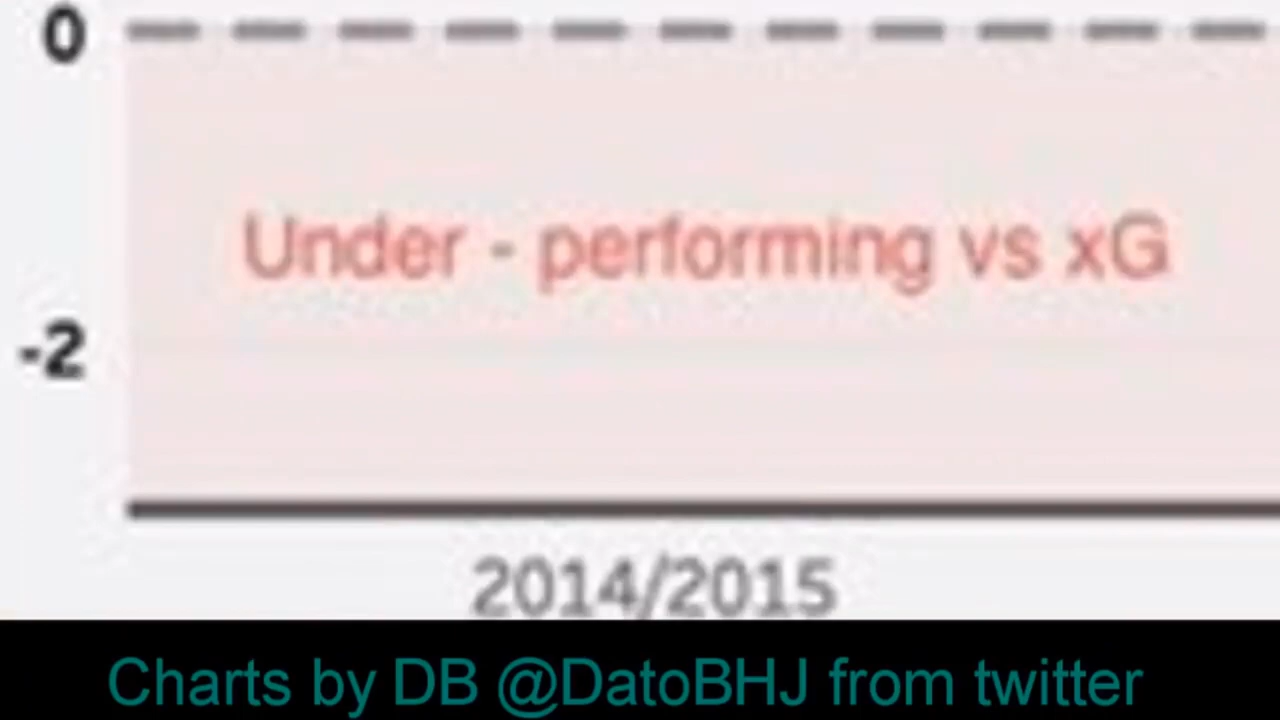 0
Under - performing vs xG
-2
2014/2015
Charts by DB @DatoBHJ from twitter